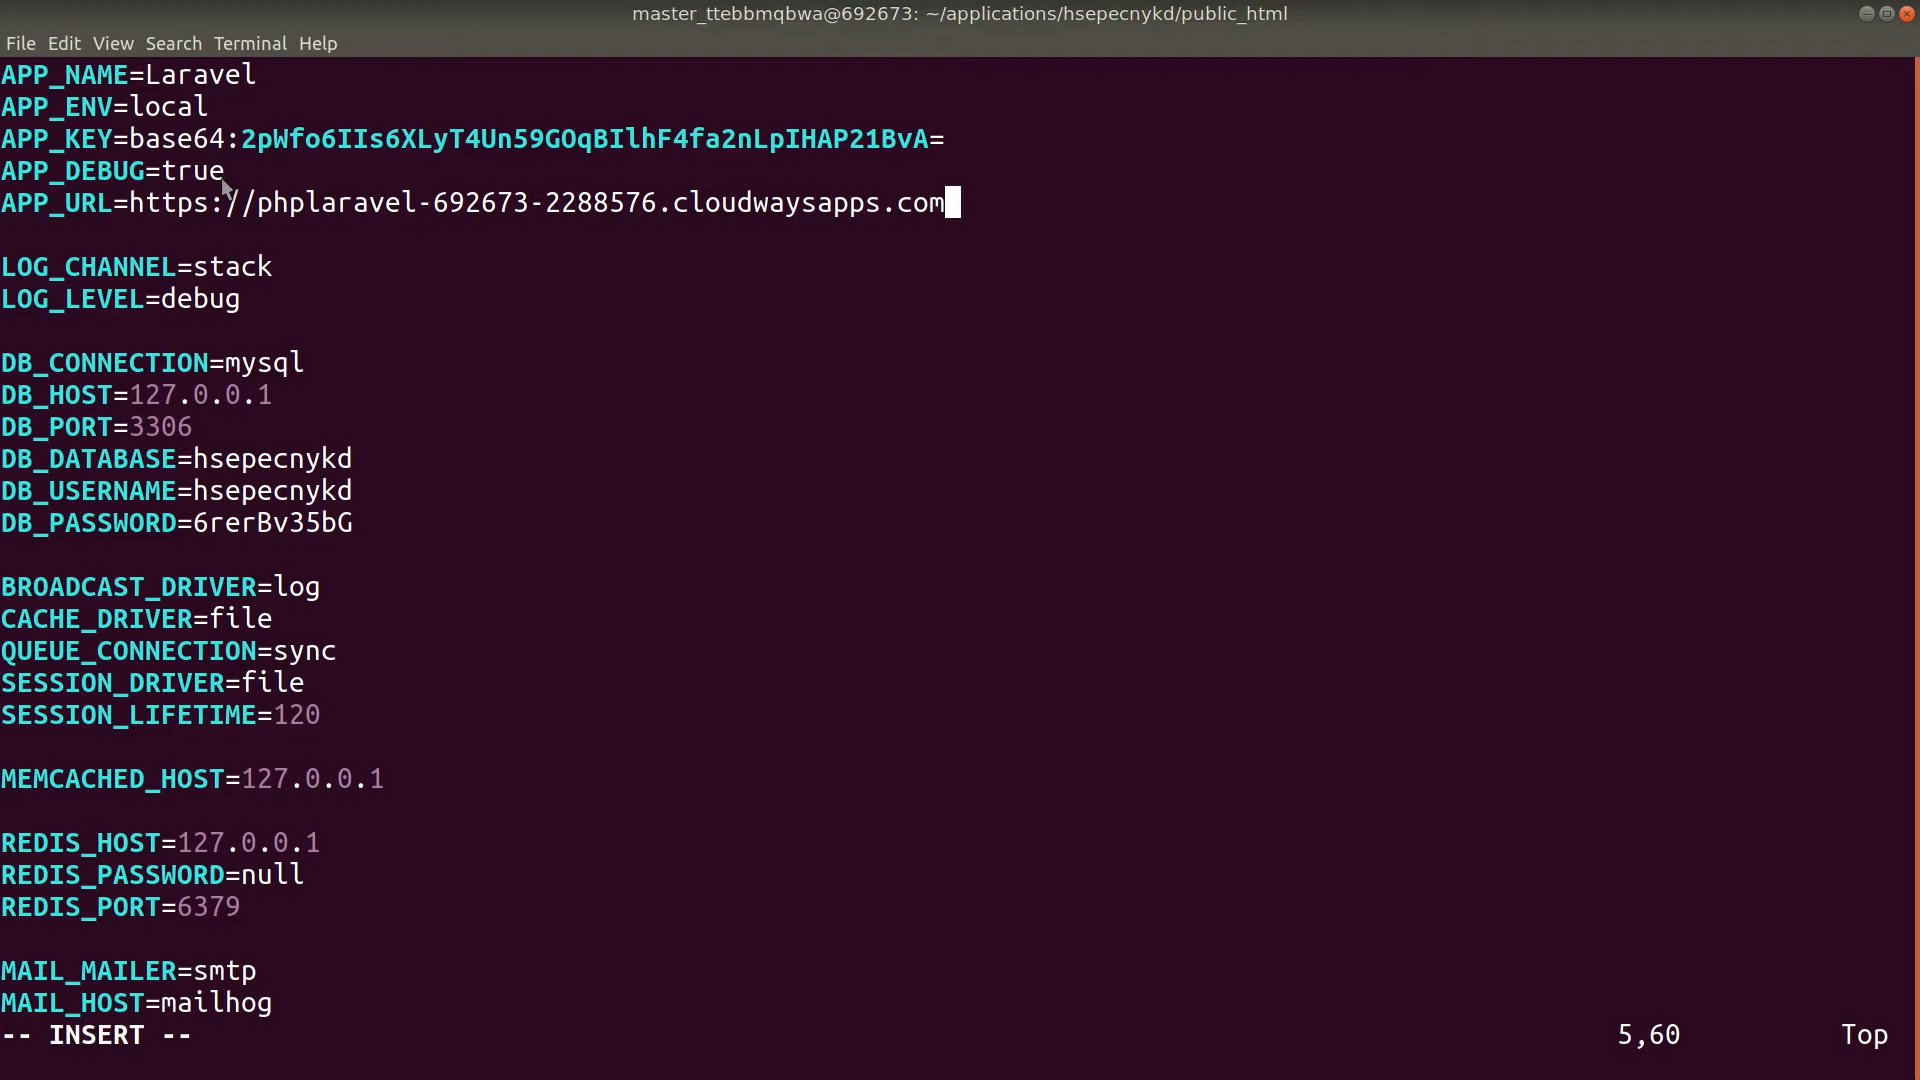 master_ttebbmqbwa@692673: ~/applications/hsepecnykd/public_html
File Edit View Search Terminal Help
APP_NAME=Laravel
APP_ENV=local
APP_KEY=base64:2pWfo6IIs6XLyT4Un59GOqBIlhF4fa2nLpIHAP21BvA=
APP_DEBUG=true
APP_URL=https://phplaravel-692673-2288576.cloudwaysapps.com
LOG_CHANNEL=stack
LOG_LEVEL=debug
DB_CONNECTION=mysql
DB_HOST=127.0.0.1
DB_PORT=3306
DB_DATABASE=hsepecnykd
DB_USERNAME=hsepecnykd
DB_PASSWORD=6rerBv35bG
BROADCAST_DRIVER=log
CACHE_DRIVER=file
QUEUE_CONNECTION=sync
SESSION_DRIVER=file
SESSION_LIFETIME=120
MEMCACHED_HOST=127.0.0.1
REDIS_HOST=127.0.0.1
REDIS_PASSWORD=null
REDIS_PORT=6379
MAIL_MAILER=smtp
MAIL_HOST=mailhog
-- INSERT -- 5,60 Top